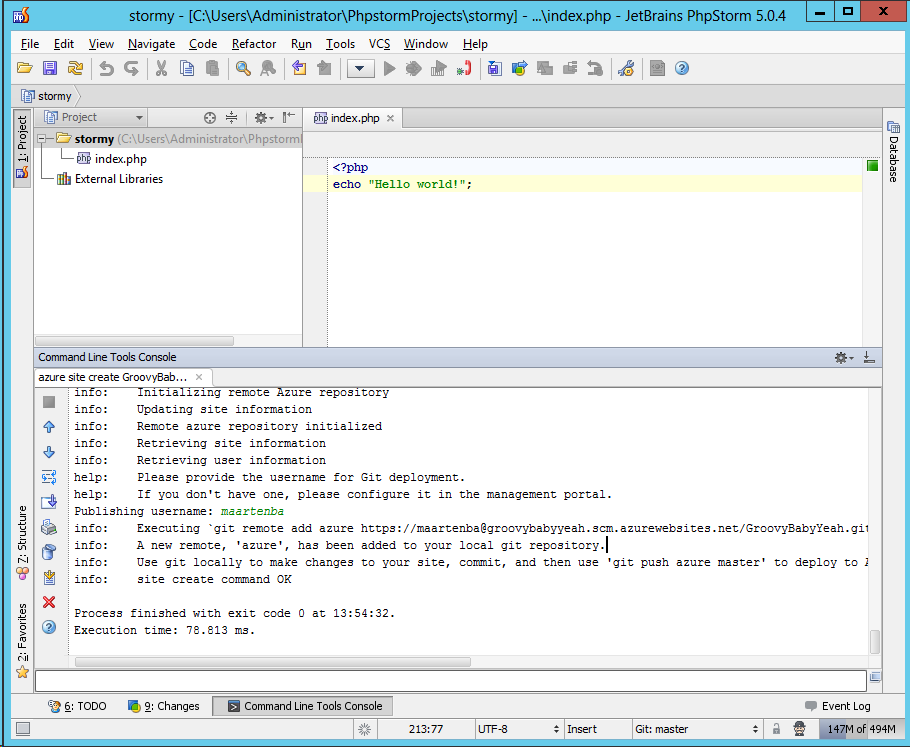 stormy - [C:\Users\Administrator\PhpstormProjects\stormy] - ...\index.php - JetBrains PhpStorm 5.0.4
File Edit View Navigate Code Refactor Run Tools VCS Window Help
stormy
1: Project
Project
index.php
Database
stormy (C:\Users\Administrator\Phpstorml
index.php
External Libraries
<?php
echo "Hello world!";
Command Line Tools Console
azure site create GroovyBab...
info: Initializing remote Azure repository
info: Updating site information
info: Remote azure repository initialized
info: Retrieving site information
info: Retrieving user information
help: Please provide the username for Git deployment.
help: If you don't have one, please configure it in the management portal.
Publishing username: maartenba
info: Executing `git remote add azure https://maartenba@groovybabyyeah.scm.azurewebsites.net/GroovyBabyYeah.git
info: A new remote, 'azure', has been added to your local git repository.
info: Use git locally to make changes to your site, commit, and then use 'git push azure master' to deploy to A
info: site create command OK
Process finished with exit code 0 at 13:54:32.
Execution time: 78.813 ms.
Z: Structure
2: Favorites
6: TODO
9: Changes
Command Line Tools Console
Event Log
213:77
UTF-8
Insert
Git: master
147M of 494M